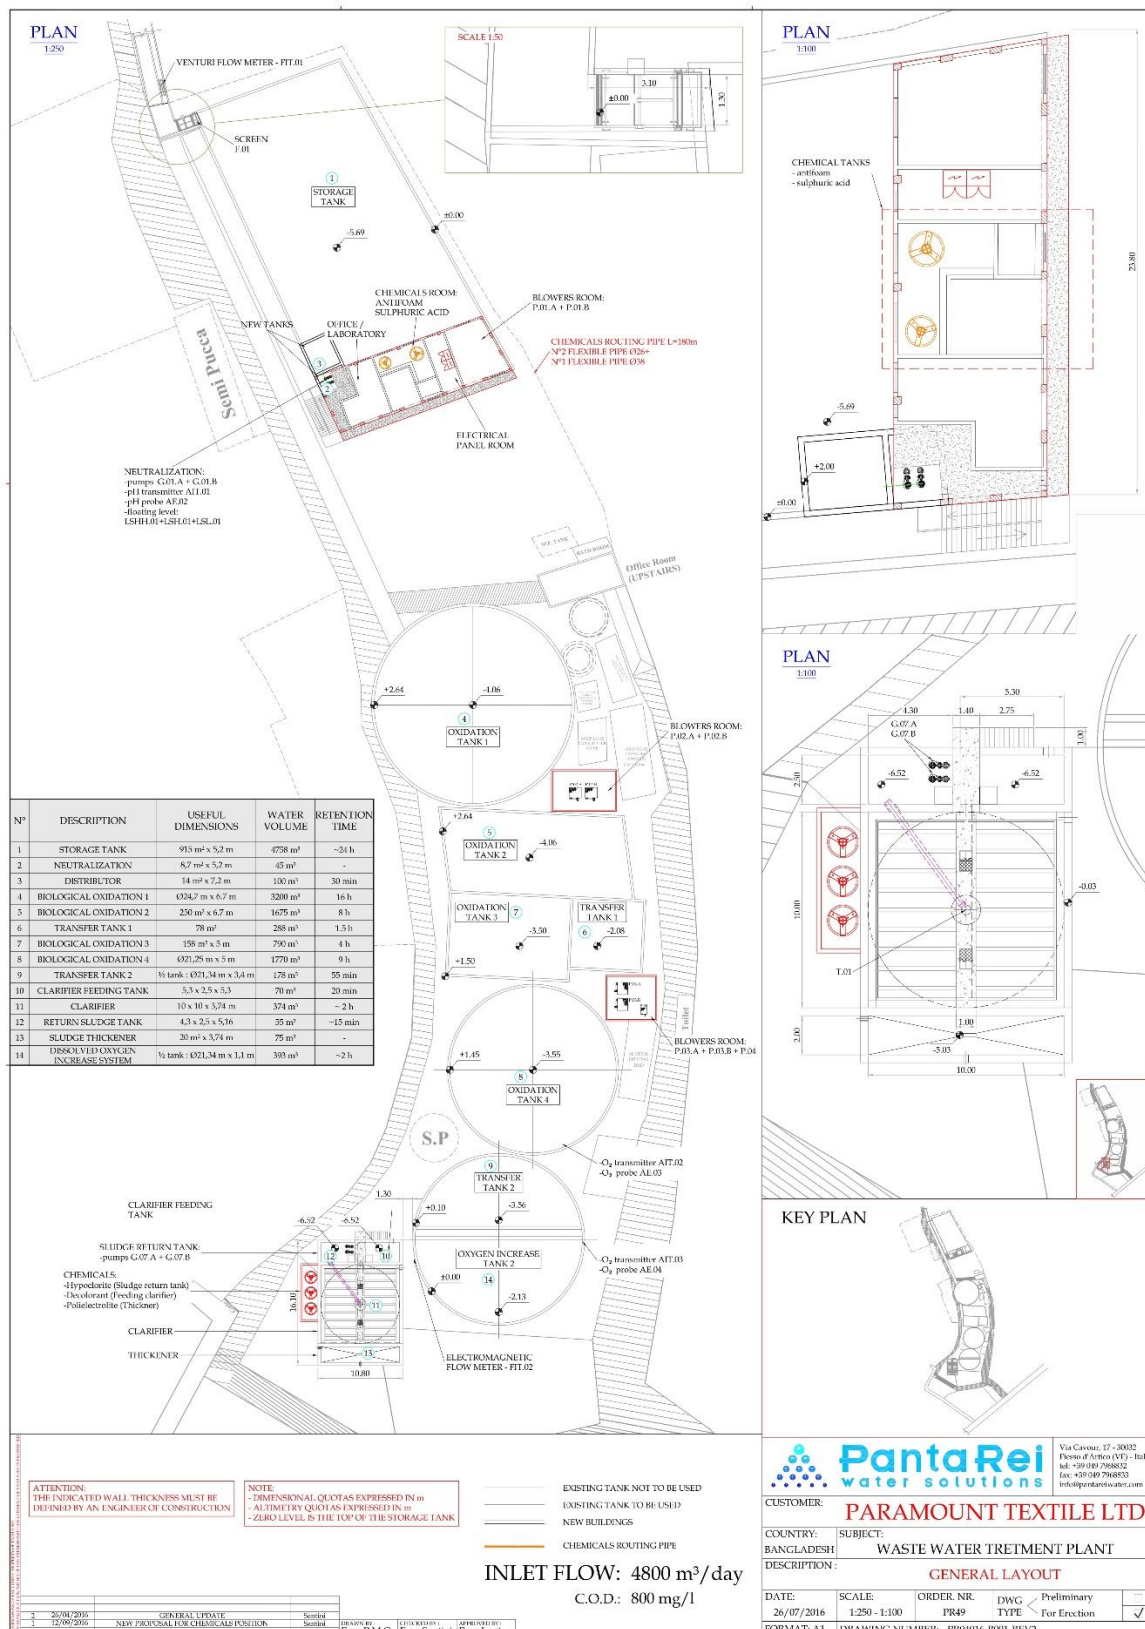 PLAN
1:250
VENTURI FLOW METER - FIT.01
SCREEN
F.01
SCALE 1:50
3.10
±0.00
1.30
1
STORAGE
TANK
-5.69
±0.00
CHEMICALS ROOM:
ANTIFOAM
SULPHURIC ACID
BLOWERS ROOM:
P.01.A + P.01.B
NEW TANKS
OFFICE /
LABORATORY
CHEMICALS ROUTING PIPE L=180m
N°2 FLEXIBLE PIPE Ø26+
N°1 FLEXIBLE PIPE Ø38
3
2
Semi Pucca
ELECTRICAL
PANEL ROOM
NEUTRALIZATION:
-pumps G.01.A + G.01.B
-pH transmitter AIT.01
-pH probe AE.02
-floating level:
LSHH.01+LSH.01+LSL.01
SEP. TANK
BATH ROOM
Office Room
(UPSTAIRS)
+2.64
-4.06
4
OXIDATION
TANK 1
BLOWERS ROOM:
P.02.A + P.02.B
+2.64
5
OXIDATION
TANK 2
-4.06
OXIDATION
TANK 3
7
TRANSFER
TANK 1
6
-2.08
-3.50
+1.50
Toilet
BLOWERS ROOM:
P.03.A + P.03.B + P.04
+1.45
-3.55
8
OXIDATION
TANK 4
S.P
-O₂ transmitter AIT.02
-O₂ probe AE.03
9
TRANSFER
TANK 2
1.30
+0.10
-3.56
CLARIFIER FEEDING
TANK
-6.52
-6.52
SLUDGE RETURN TANK:
-pumps G.07.A + G.07.B
12
10
OXYGEN INCREASE
TANK 2
14
-O₂ transmitter AIT.03
-O₂ probe AE.04
CHEMICALS:
-Hypoclorite (Sludge return tank)
-Decolorant (Feeding clarifier)
-Polielectrolite (Thickner)
±0.00
-2.13
16.10
11
CLARIFIER
THICKENER
13
10.80
ELECTROMAGNETIC
FLOW METER - FIT.02
N° DESCRIPTION USEFUL DIMENSIONS WATER VOLUME RETENTION TIME
1 STORAGE TANK 915 m² x 5,2 m 4758 m³ ~24 h
2 NEUTRALIZATION 8,7 m² x 5,2 m 45 m³ -
3 DISTRIBUTOR 14 m² x 7,2 m 100 m³ 30 min
4 BIOLOGICAL OXIDATION 1 Ø24,7 m x 6.7 m 3200 m³ 16 h
5 BIOLOGICAL OXIDATION 2 250 m² x 6.7 m 1675 m³ 8 h
6 TRANSFER TANK 1 78 m² 288 m³ 1.5 h
7 BIOLOGICAL OXIDATION 3 158 m² x 5 m 790 m³ 4 h
8 BIOLOGICAL OXIDATION 4 Ø21,25 m x 5 m 1770 m³ 9 h
9 TRANSFER TANK 2 ½ tank : Ø21,34 m x 3,4 m 178 m³ 55 min
10 CLARIFIER FEEDING TANK 5,3 x 2,5 x 5,3 70 m³ 20 min
11 CLARIFIER 10 x 10 x 3,74 m 374 m³ ~ 2 h
12 RETURN SLUDGE TANK 4,3 x 2,5 x 5,16 55 m³ ~15 min
13 SLUDGE THICKENER 20 m² x 3,74 m 75 m³ -
14 DISSOLVED OXYGEN INCREASE SYSTEM ½ tank : Ø21,34 m x 1,1 m 393 m³ ~2 h
PLAN
1:100
CHEMICAL TANKS
- antifoam
- sulphuric acid
23.80
-5.69
+2.00
±0.00
PLAN
1:100
5.30
4.30
1.40
2.75
G.07.A
G.07.B
1.00
2.50
-6.52
-6.52
10.00
-0.03
T.01
2.00
1.00
-5.03
10.00
KEY PLAN
ATTENTION:
THE INDICATED WALL THICKNESS MUST BE
DEFINED BY AN ENGINEER OF CONSTRUCTION
NOTE:
- DIMENSIONAL QUOTAS EXPRESSED IN m
- ALTIMETRY QUOTAS EXPRESSED IN m
- ZERO LEVEL IS THE TOP OF THE STORAGE TANK
EXISTING TANK NOT TO BE USED
EXISTING TANK TO BE USED
NEW BUILDINGS
CHEMICALS ROUTING PIPE
INLET FLOW: 4800 m³/day
C.O.D.: 800 mg/l
2 26/04/2016 GENERAL UPDATE Santini
1 12/09/2016 NEW PROPOSAL FOR CHEMICALS POSITION Santini
DRAWN BY: CHECKED BY: APPROVED BY:
PantaRei
water solutions
Via Cavour, 17 - 30032
Fiesso d'Artico (VE) - Ital
tel: +39 049 7968832
fax: +39 049 7968833
info@pantareiwater.com
CUSTOMER:
PARAMOUNT TEXTILE LTD
COUNTRY:
BANGLADESH
SUBJECT:
WASTE WATER TRETMENT PLANT
DESCRIPTION :
GENERAL LAYOUT
DATE:
26/07/2016
SCALE:
1:250 - 1:100
ORDER. NR.
PR49
DWG
TYPE
Preliminary
For Erection
FORMAT: A1
DRAWING NUMBER: